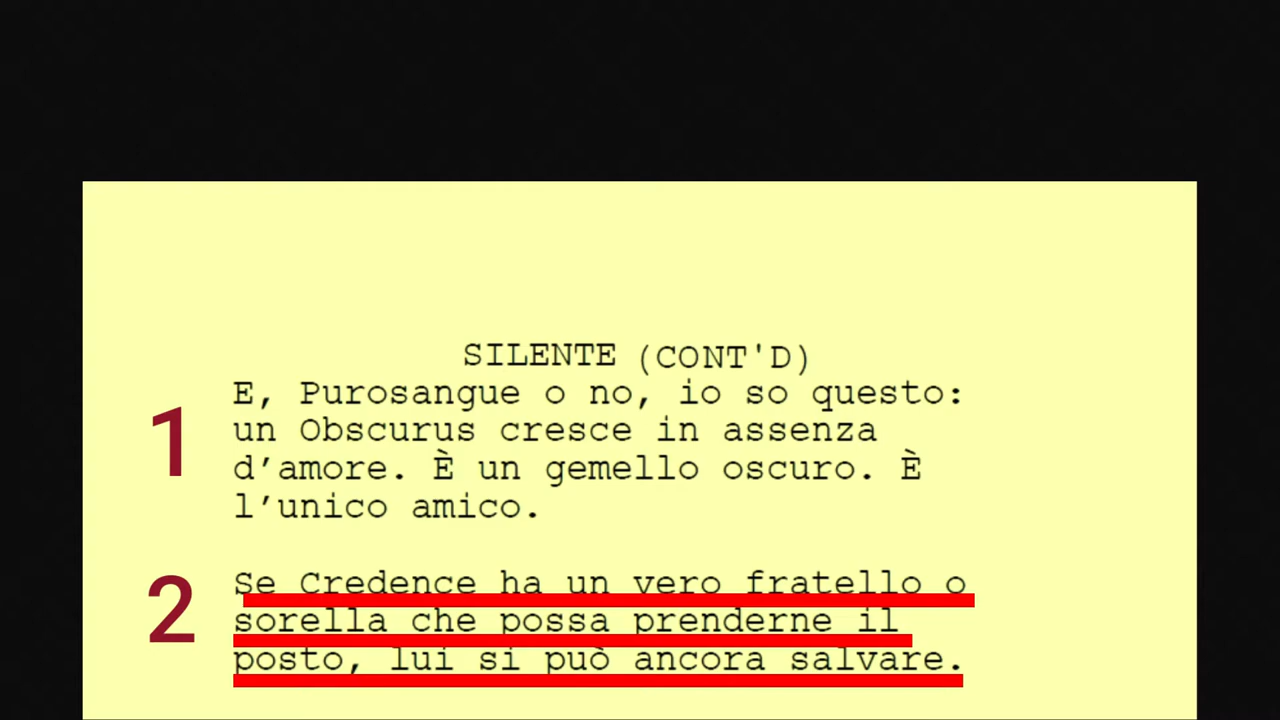 SILENTE (CONT'D)
E, Purosangue o no, io so questo:
1
un Obscurus cresce in assenza
d’amore. È un gemello oscuro. È
l’unico amico.
2
Se Credence ha un vero fratello o
sorella che possa prenderne il
posto, lui si può ancora salvare.